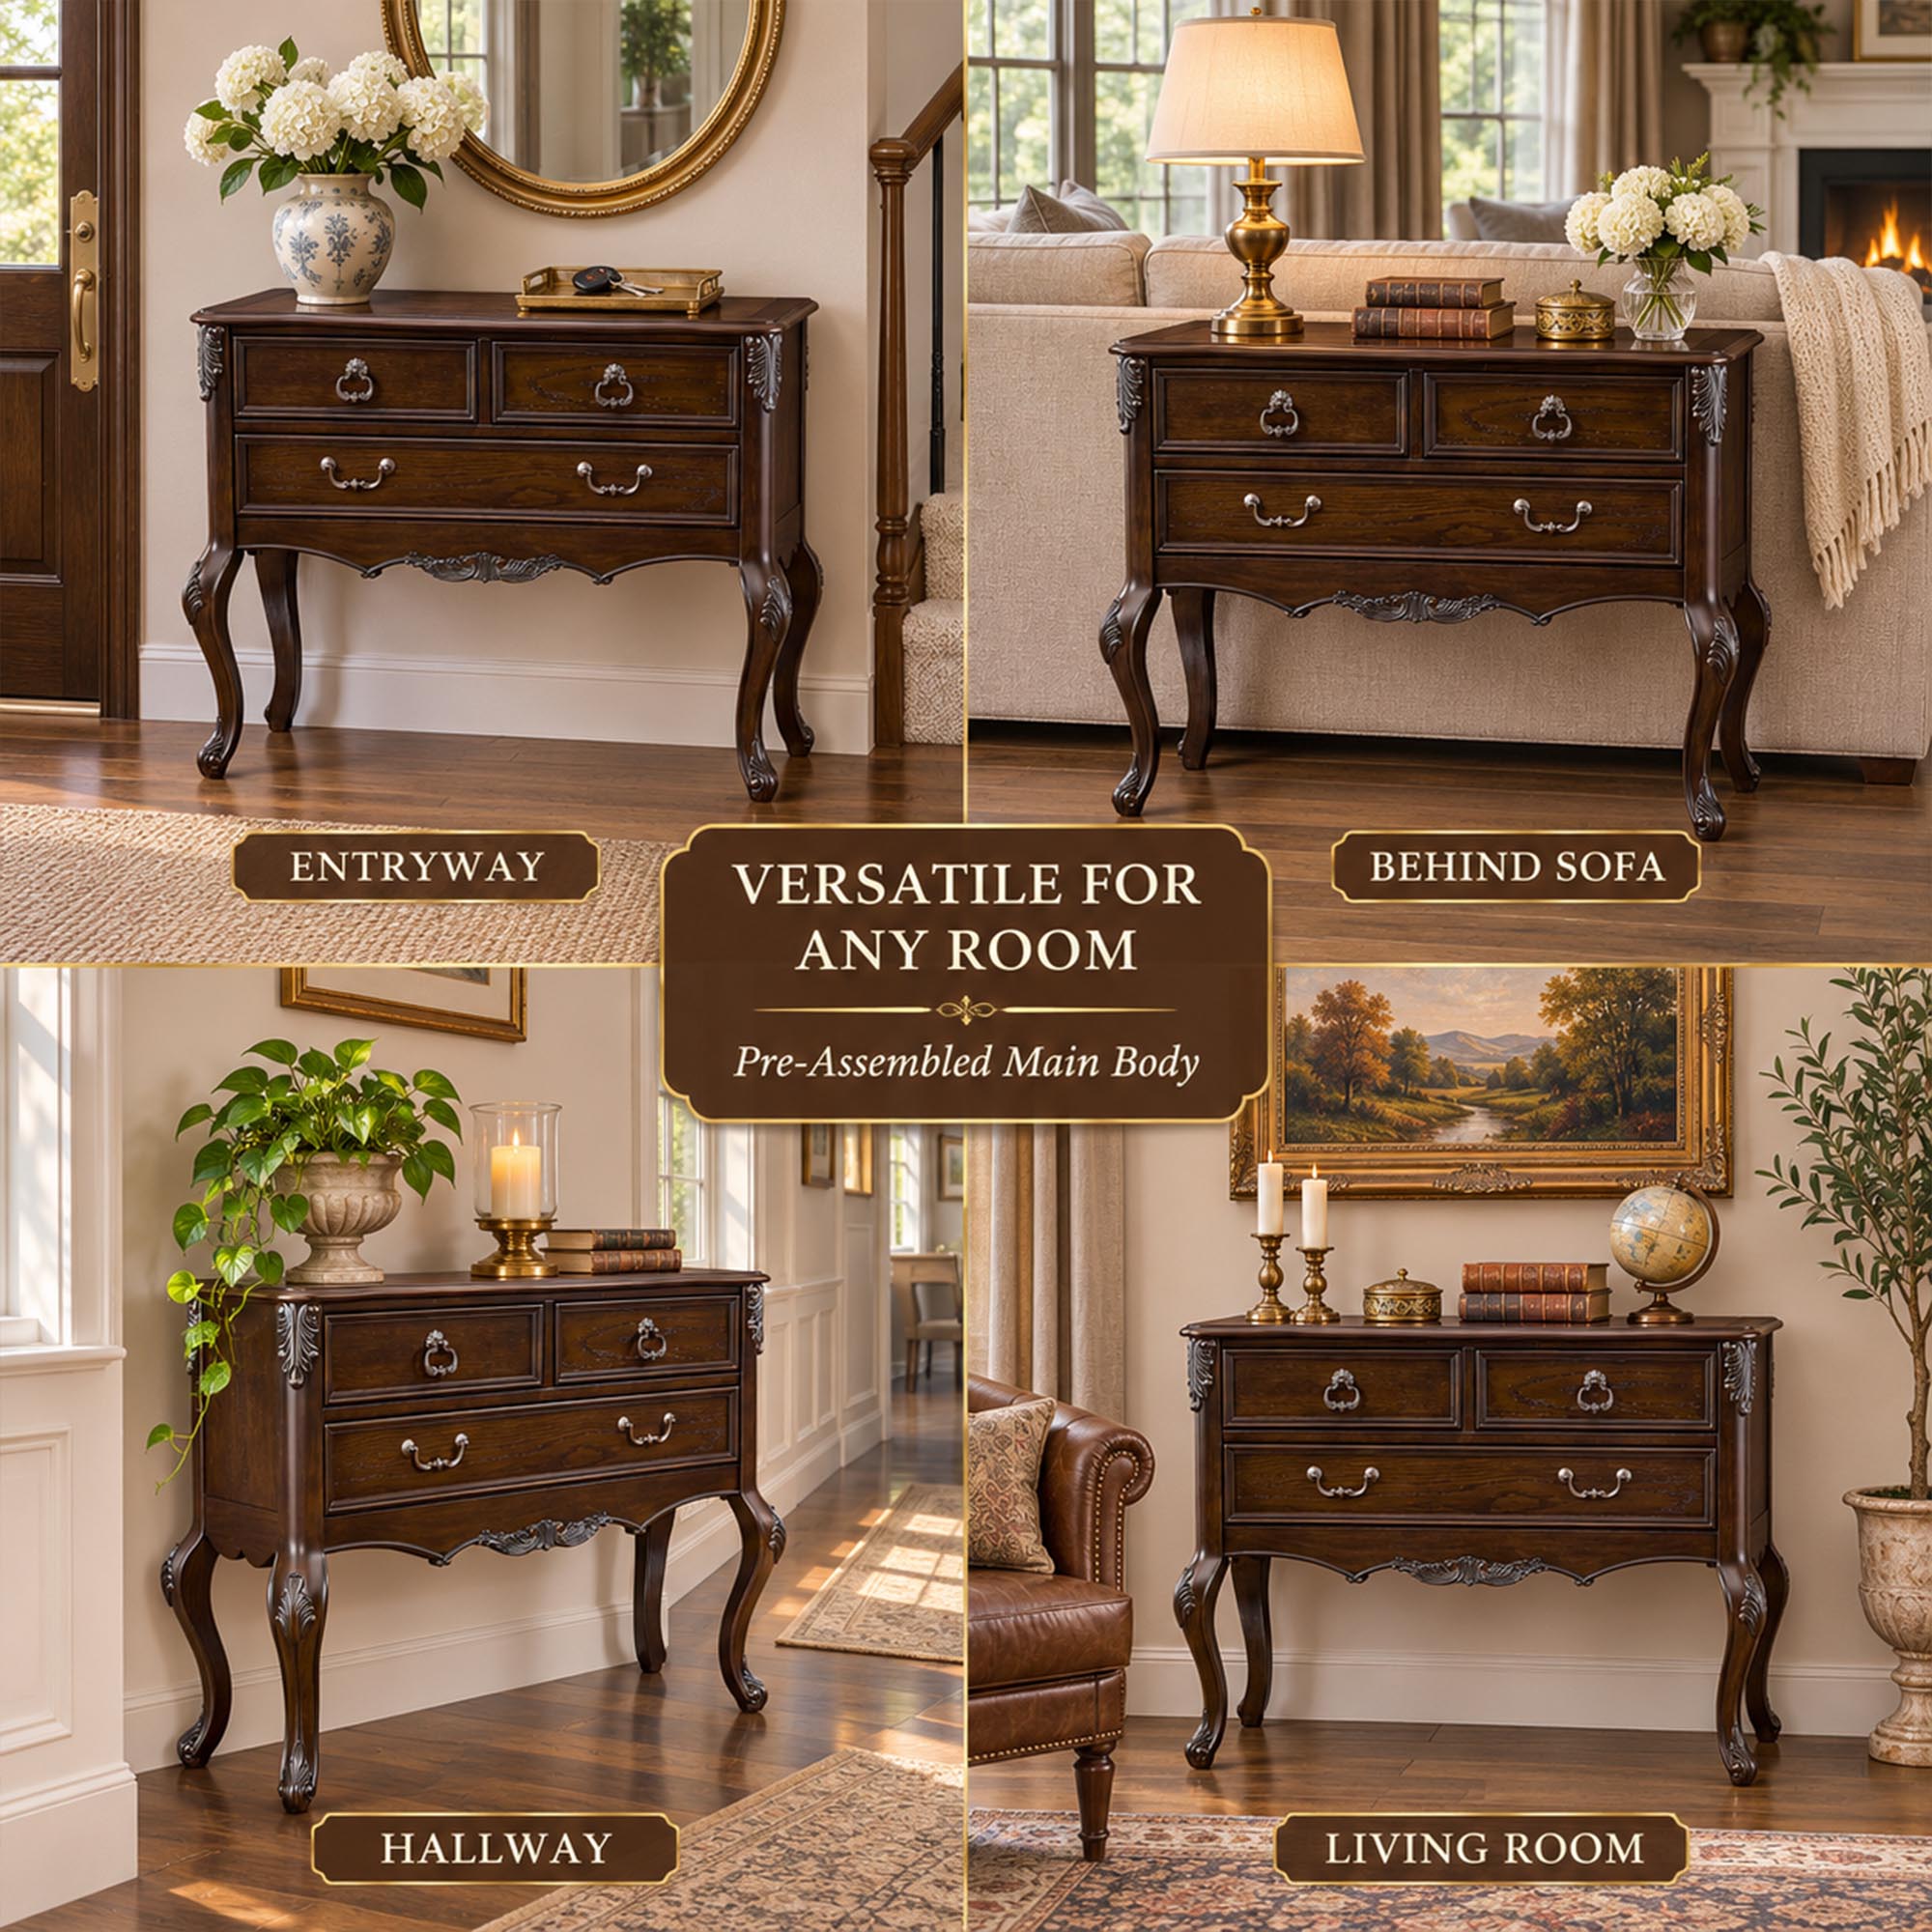 ENTRYWAY
BEHIND SOFA
VERSATILE FOR
ANY ROOM
Pre-Assembled Main Body
HALLWAY
LIVING ROOM